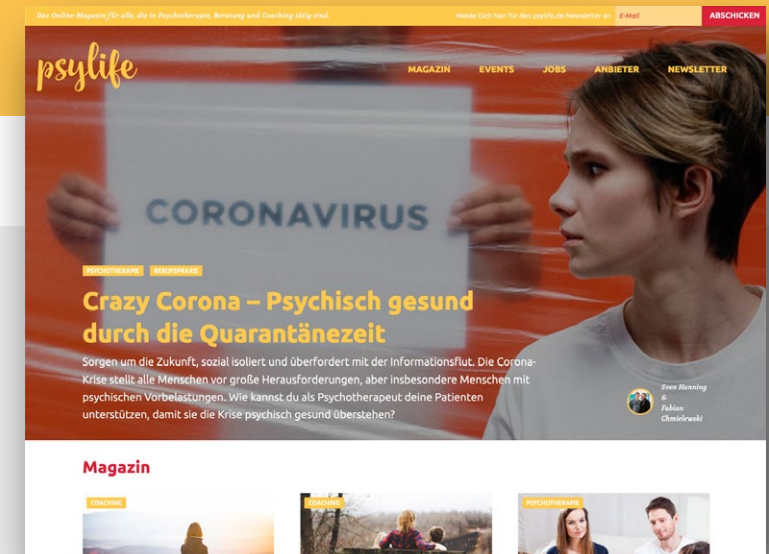 Das Online-Magazin für alle, die in Psychotherapie, Beratung und Coaching tätig sind.
Melde Dich hier für den psylife.de-Newsletter an
E-Mail
ABSCHICKEN
psylife
MAGAZIN
EVENTS
JOBS
ANBIETER
NEWSLETTER
CORONAVIRUS
PSYCHOTHERAPIE
BERUFSPRAXIS
Crazy Corona – Psychisch gesund
durch die Quarantänezeit
Sorgen um die Zukunft, sozial isoliert und überfordert mit der Informationsflut. Die Corona-
Krise stellt alle Menschen vor große Herausforderungen, aber insbesondere Menschen mit
psychischen Vorbelastungen. Wie kannst du als Psychotherapeut deine Patienten
unterstützen, damit sie die Krise psychisch gesund überstehen?
Sven Hanning
&
Fabian
Chmielewski
Magazin
COACHING
COACHING
PSYCHOTHERAPIE